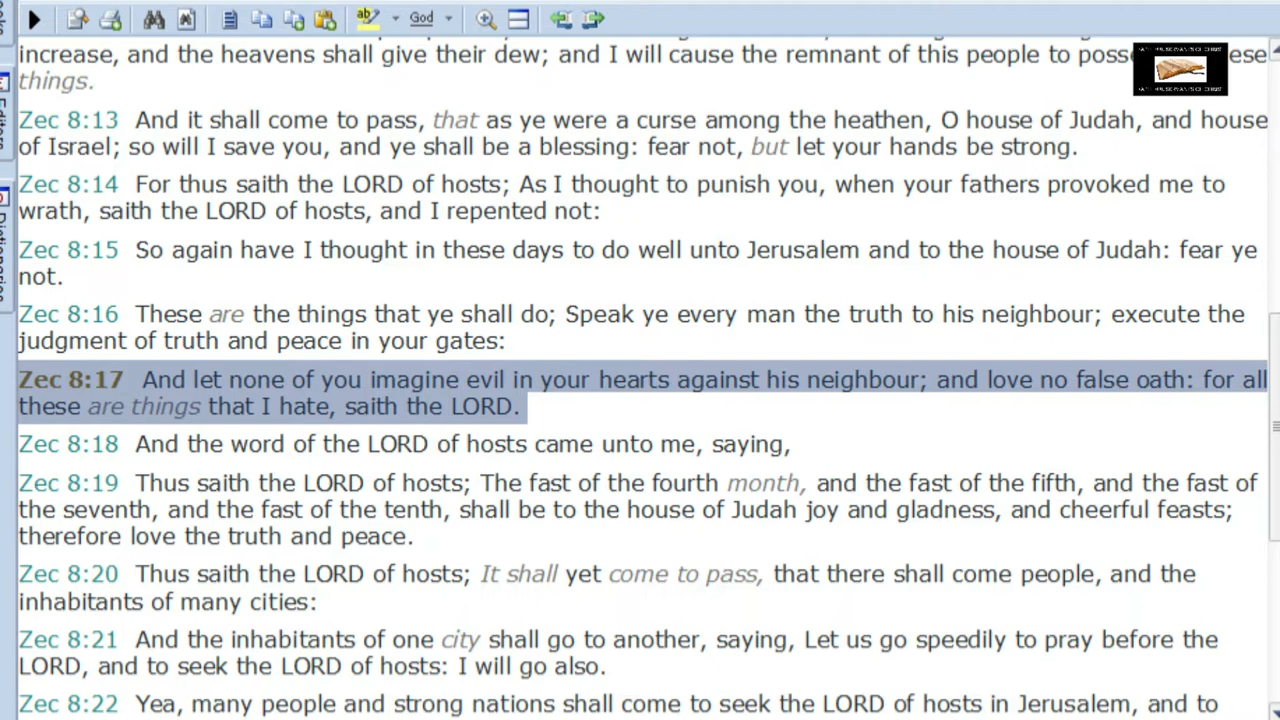 God
increase, and the heavens shall give their dew; and I will cause the remnant of this people to
things.
Zec 8:13 And it shall come to pass, that as ye were a curse among the heathen, O house of Judah, and house
of Israel; so will I save you, and ye shall be a blessing: fear not, but let your hands be strong.
Zec 8:14 For thus saith the LORD of hosts; As I thought to punish you, when your fathers provoked me to
wrath, saith the LORD of hosts, and I repented not:
Zec 8:15 So again have I thought in these days to do well unto Jerusalem and to the house of Judah: fear ye
not.
Zec 8:16 These are the things that ye shall do; Speak ye every man the truth to his neighbour; execute the
judgment of truth and peace in your gates:
Zec 8:17 And let none of you imagine evil in your hearts against his neighbour; and love no false oath: for all
these are things that I hate, saith the LORD.
Zec 8:18 And the word of the LORD of hosts came unto me, saying,
Zec 8:19 Thus saith the LORD of hosts; The fast of the fourth month, and the fast of the fifth, and the fast of
the seventh, and the fast of the tenth, shall be to the house of Judah joy and gladness, and cheerful feasts;
therefore love the truth and peace.
Zec 8:20 Thus saith the LORD of hosts; It shall yet come to pass, that there shall come people, and the
inhabitants of many cities:
Zec 8:21 And the inhabitants of one city shall go to another, saying, Let us go speedily to pray before the
LORD, and to seek the LORD of hosts: I will go also.
Zec 8:22 Yea, many people and strong nations shall come to seek the LORD of hosts in Jerusalem, and to
Editors